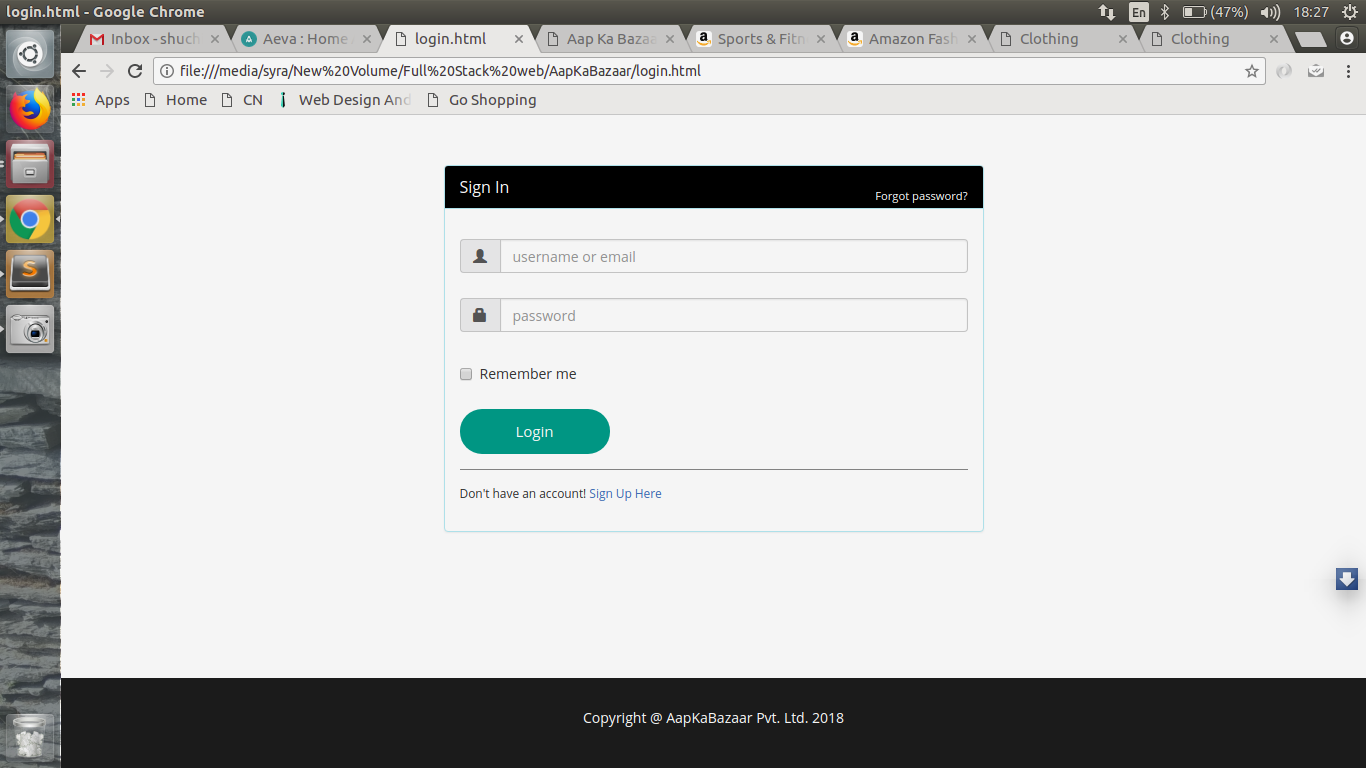 login.html - Google Chrome
En (47%) 18:27
Inbox - shuch Aeva : Home login.html Aap Ka Bazaa Sports & Fitn Amazon Fash Clothing Clothing
file:///media/syra/New%20Volume/Full%20Stack%20web/AapKaBazaar/login.html
Apps Home CN Web Design And Go Shopping
Sign In
Forgot password?
username or email
password
Remember me
Login
Don't have an account! Sign Up Here
Copyright @ AapKaBazaar Pvt. Ltd. 2018